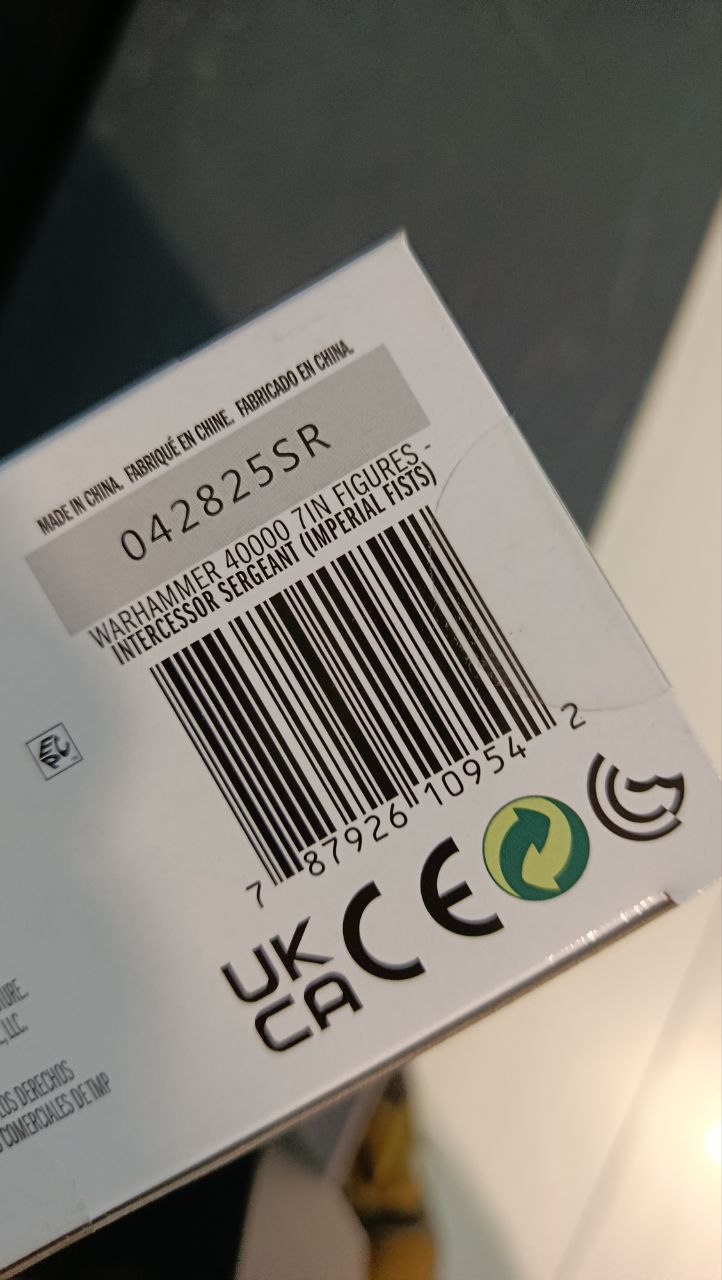 MADE IN CHINA. FABRIQUÉ EN CHINE. FABRICADO EN CHINA.
042825SR
WARHAMMER 40000 7IN FIGURES -
INTERCESSOR SERGEANT (IMPERIAL FISTS)
7 87926 10954 2
UK
CA
CE
LLC
LOS DERECHOS
COMERCIALES DE TMP